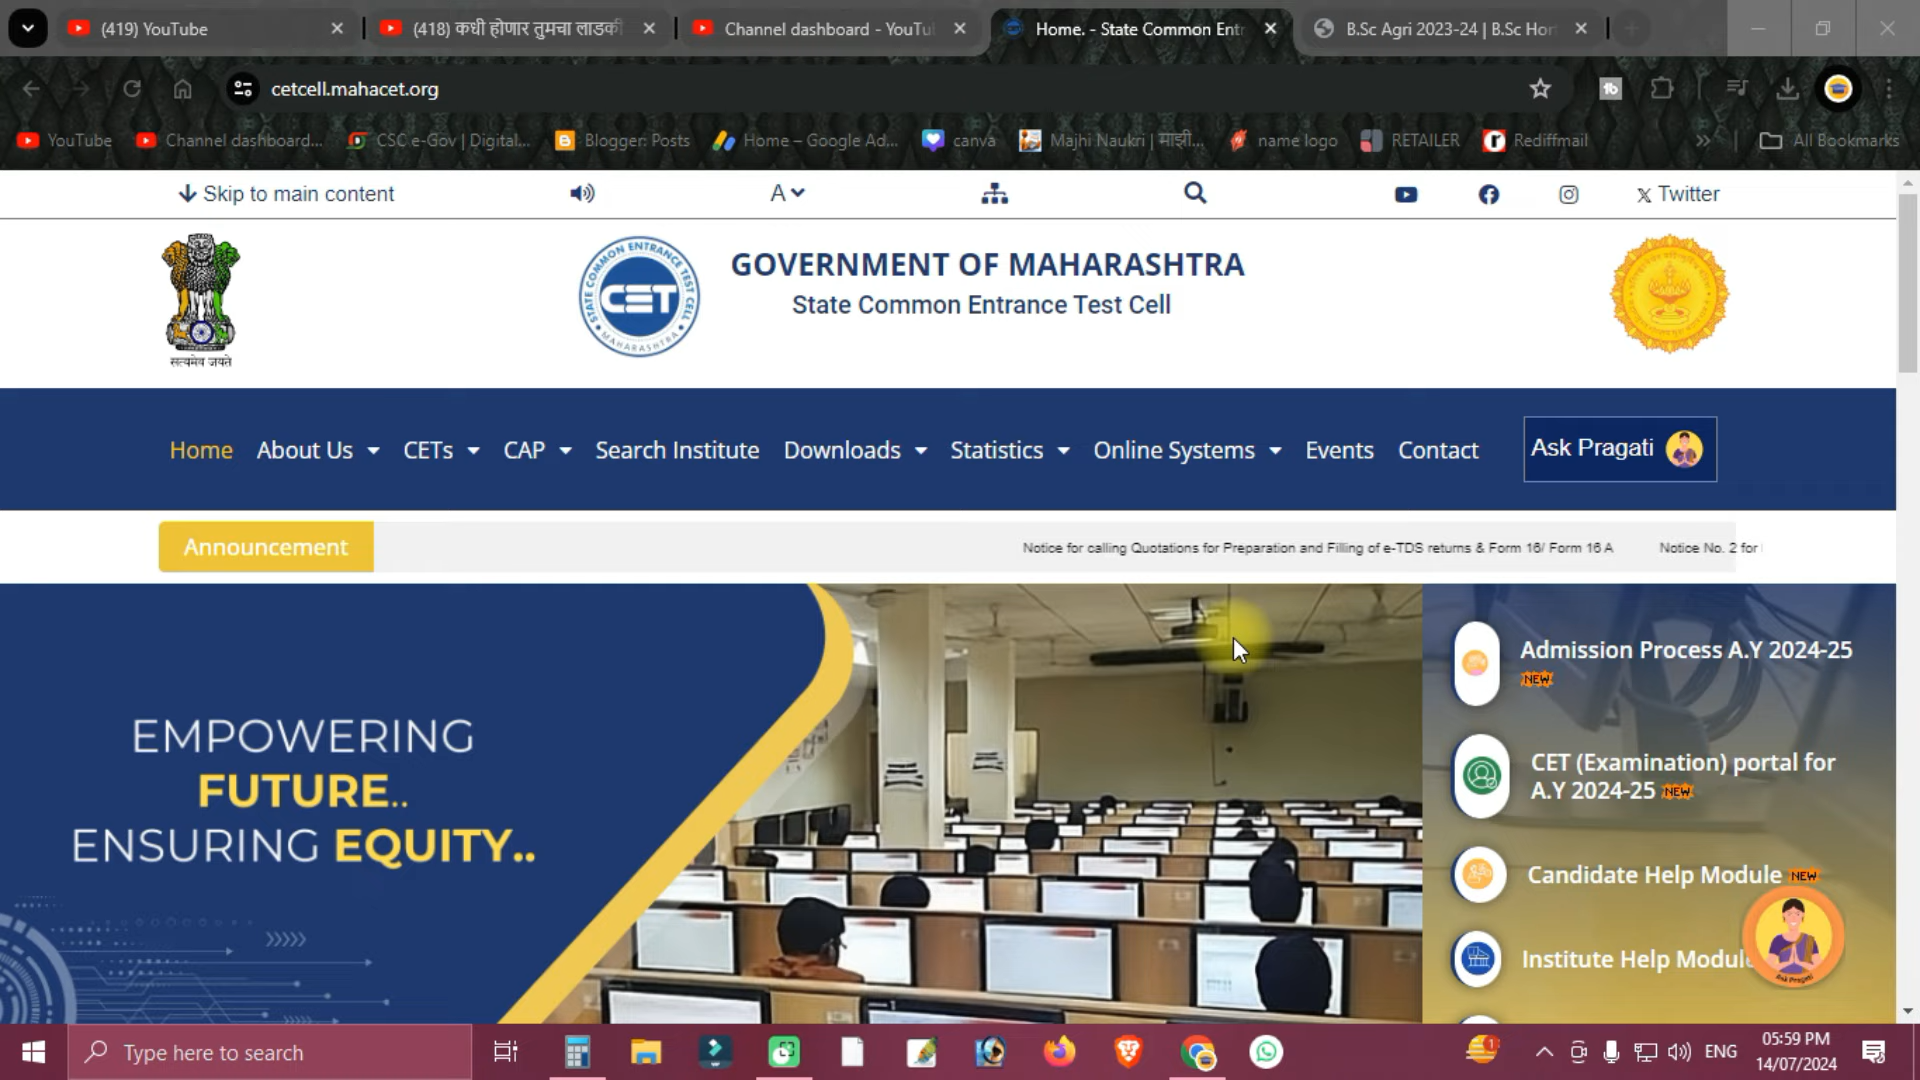 (419) YouTube
(418) कधी होणार तुमचा लाडकी
Channel dashboard - YouTu
Home. - State Common Entr
B.Sc Agri 2023-24 | B.Sc Hor
cetcell.mahacet.org
YouTube
Channel dashboard...
CSC e-Gov | Digital...
Blogger: Posts
Home – Google Ad...
canva
Majhi Naukri | माझी...
name logo
RETAILER
Rediffmail
All Bookmarks
Skip to main content
A
Twitter
सत्यमेव जयते
STATE COMMON ENTRANCE TEST CELL
CET
MAHARASHTRA
GOVERNMENT OF MAHARASHTRA
State Common Entrance Test Cell
Home
About Us
CETs
CAP
Search Institute
Downloads
Statistics
Online Systems
Events
Contact
Ask Pragati
Announcement
Notice for calling Quotations for Preparation and Filling of e-TDS returns & Form 16/ Form 16 A
Notice No. 2 for
EMPOWERING
FUTURE..
ENSURING EQUITY..
Admission Process A.Y 2024-25
NEW
CET (Examination) portal for
A.Y 2024-25 NEW
Candidate Help Module NEW
Institute Help Module
Ask Pragati
Type here to search
1
ENG
05:59 PM
14/07/2024